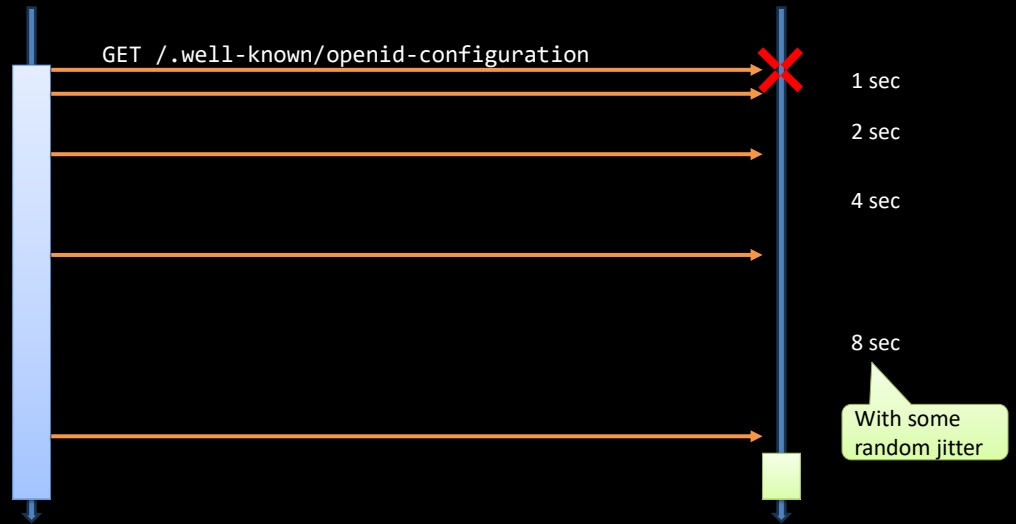 GET /.well-known/openid-configuration
1 sec
2 sec
4 sec
8 sec
With some
random jitter